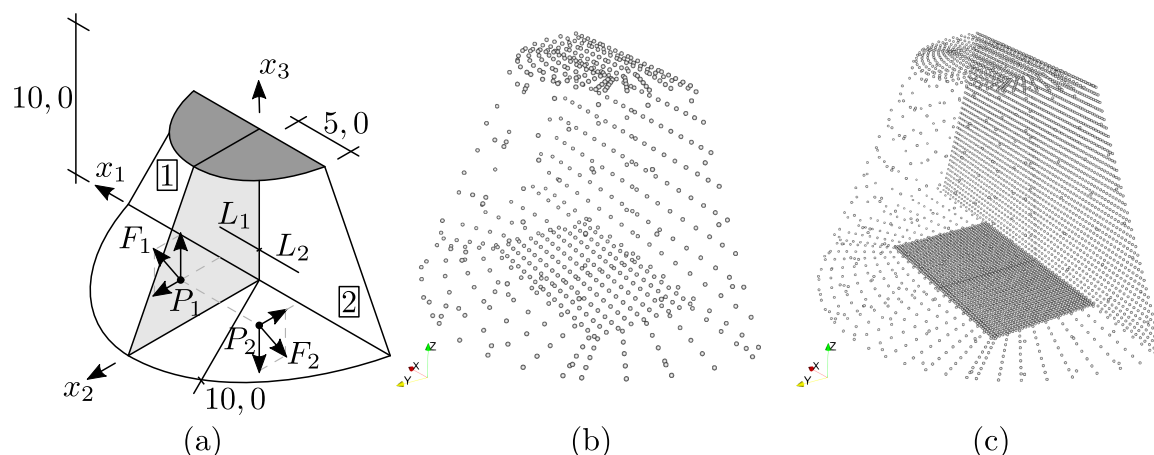 10,0
x₃
5,0
1
x₁
L₁
F₁
L₂
P₁
2
P₂
F₂
x₂
10,0
Z
X
Y
Z
X
Y
(a)
(b)
(c)